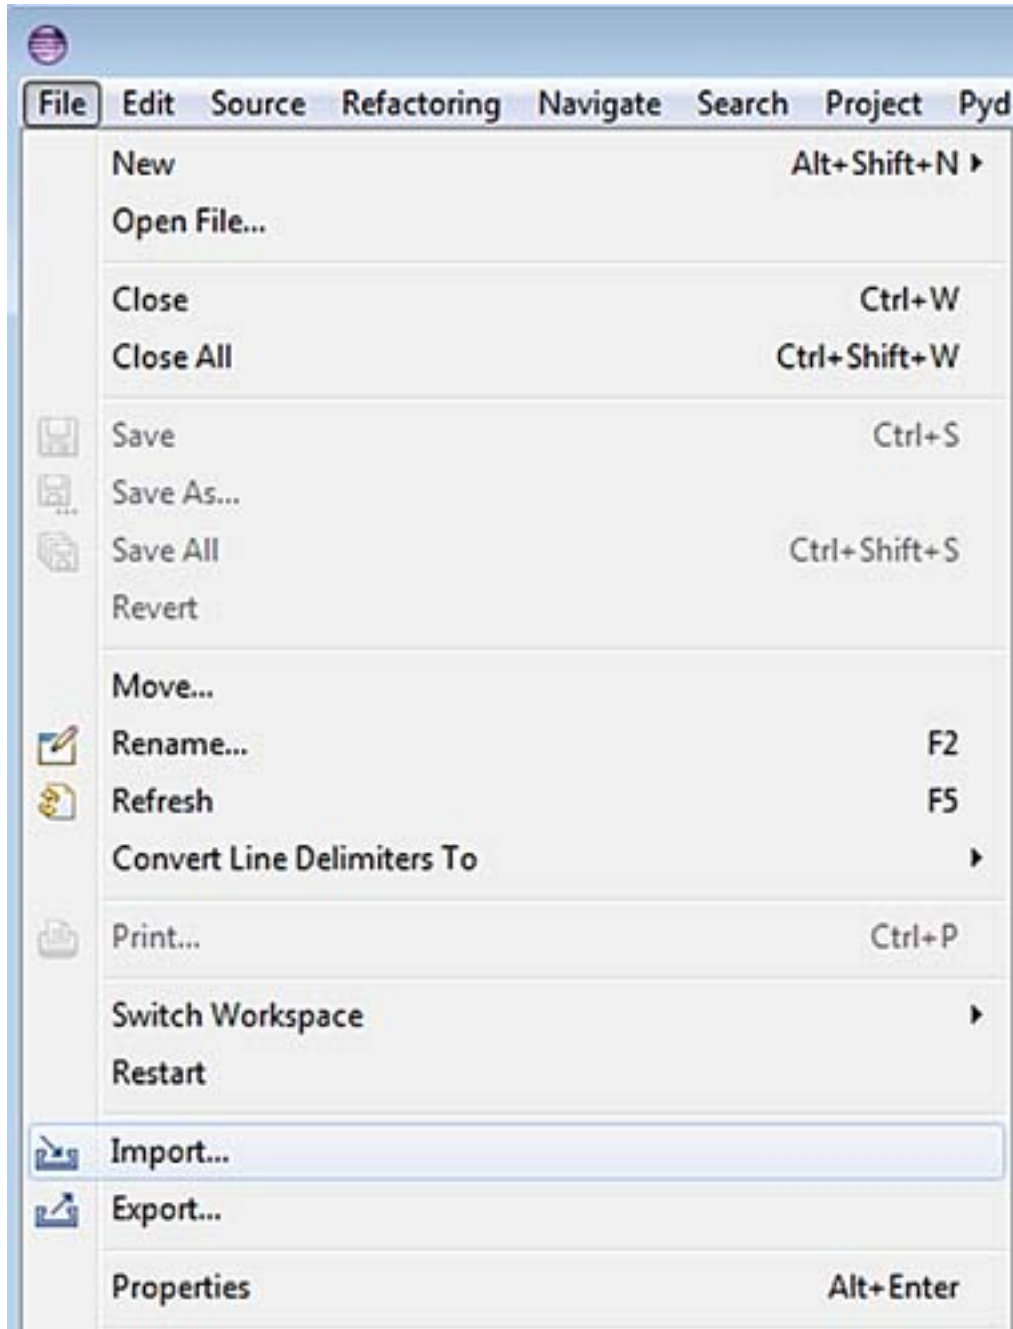 File Edit Source Refactoring Navigate Search Project Pyd
New Alt+Shift+N
Open File...
Close Ctrl+W
Close All Ctrl+Shift+W
Save Ctrl+S
Save As...
Save All Ctrl+Shift+S
Revert
Move...
Rename... F2
Refresh F5
Convert Line Delimiters To
Print... Ctrl+P
Switch Workspace
Restart
Import...
Export...
Properties Alt+Enter